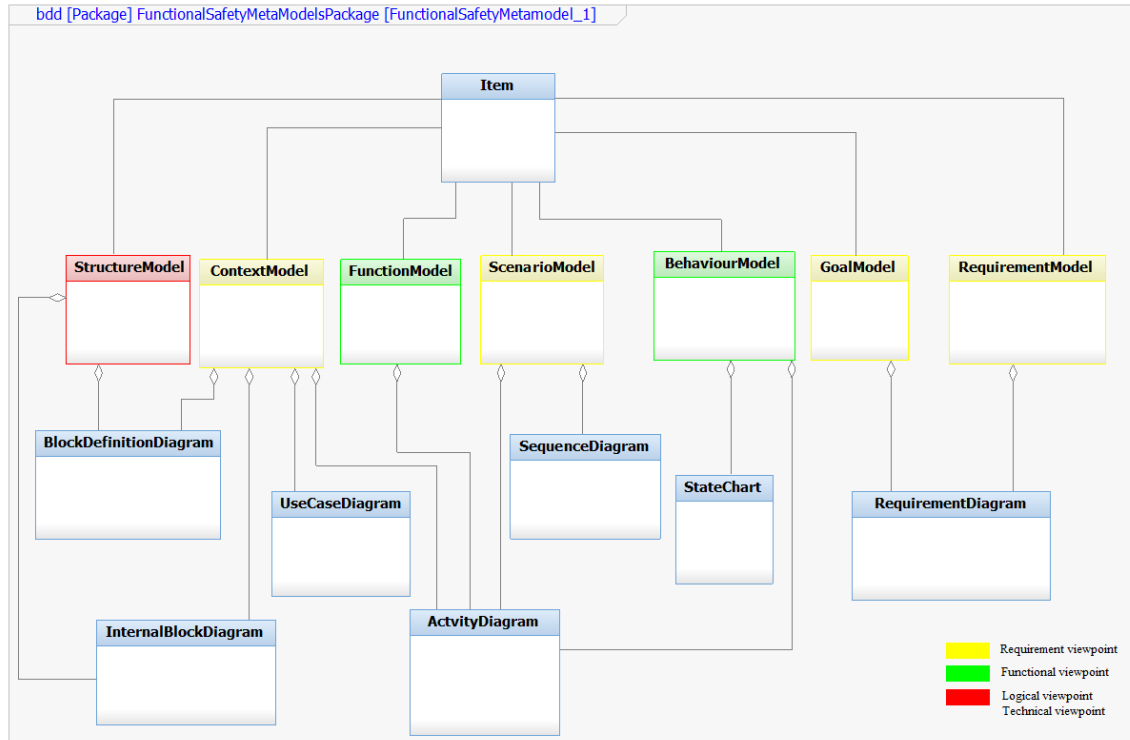 bdd [Package] FunctionalSafetyMetaModelsPackage [FunctionalSafetyMetamodel_1]
Item
StructureModel
ContextModel
FunctionModel
ScenarioModel
BehaviourModel
GoalModel
RequirementModel
BlockDefinitionDiagram
SequenceDiagram
UseCaseDiagram
StateChart
RequirementDiagram
InternalBlockDiagram
ActvityDiagram
Requirement viewpoint
Functional viewpoint
Logical viewpoint
Technical viewpoint